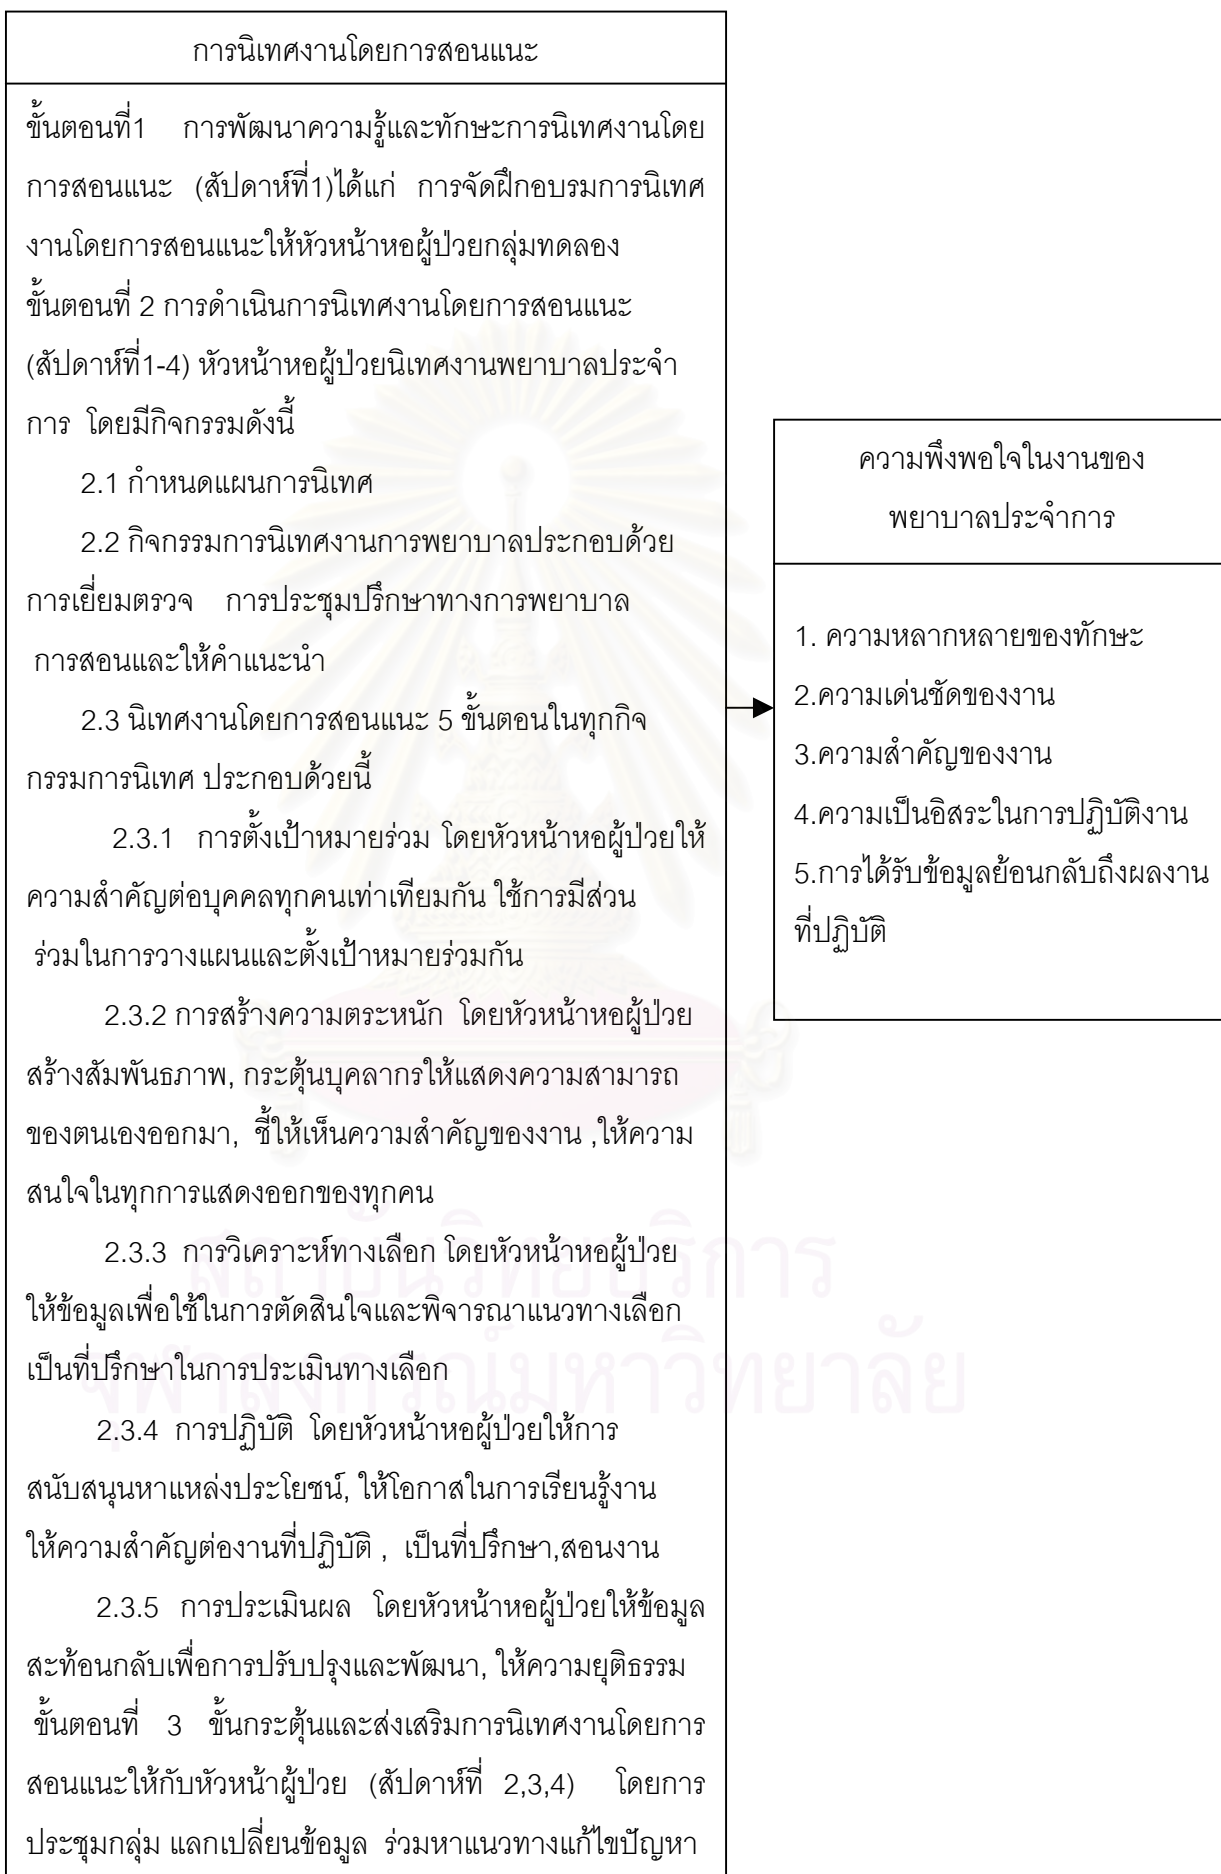 การนิเทศงานโดยการสอนแนะ
ขั้นตอนที่1 การพัฒนาความรู้และทักษะการนิเทศงานโดย
การสอนแนะ (สัปดาห์ที่1)ได้แก่ การจัดฝึกอบรมการนิเทศ
งานโดยการสอนแนะให้หัวหน้าหอผู้ป่วยกลุ่มทดลอง
ขั้นตอนที่ 2 การดำเนินการนิเทศงานโดยการสอนแนะ
(สัปดาห์ที่1-4) หัวหน้าหอผู้ป่วยนิเทศงานพยาบาลประจำ
การ โดยมีกิจกรรมดังนี้
2.1 กำหนดแผนการนิเทศ
2.2 กิจกรรมการนิเทศงานการพยาบาลประกอบด้วย
การเยี่ยมตรวจ การประชุมปรึกษาทางการพยาบาล
การสอนและให้คำแนะนำ
2.3 นิเทศงานโดยการสอนแนะ 5 ขั้นตอนในทุกกิจ
กรรมการนิเทศ ประกอบด้วยนี้
2.3.1 การตั้งเป้าหมายร่วม โดยหัวหน้าหอผู้ป่วยให้
ความสำคัญต่อบุคคลทุกคนเท่าเทียมกัน ใช้การมีส่วน
ร่วมในการวางแผนและตั้งเป้าหมายร่วมกัน
2.3.2 การสร้างความตระหนัก โดยหัวหน้าหอผู้ป่วย
สร้างสัมพันธภาพ, กระตุ้นบุคลากรให้แสดงความสามารถ
ของตนเองออกมา, ชี้ให้เห็นความสำคัญของงาน ,ให้ความ
สนใจในทุกการแสดงออกของทุกคน
2.3.3 การวิเคราะห์ทางเลือก โดยหัวหน้าหอผู้ป่วย
ให้ข้อมูลเพื่อใช้ในการตัดสินใจและพิจารณาแนวทางเลือก
เป็นที่ปรึกษาในการประเมินทางเลือก
2.3.4 การปฏิบัติ โดยหัวหน้าหอผู้ป่วยให้การ
สนับสนุนหาแหล่งประโยชน์, ให้โอกาสในการเรียนรู้งาน
ให้ความสำคัญต่องานที่ปฏิบัติ , เป็นที่ปรึกษา,สอนงาน
2.3.5 การประเมินผล โดยหัวหน้าหอผู้ป่วยให้ข้อมูล
สะท้อนกลับเพื่อการปรับปรุงและพัฒนา, ให้ความยุติธรรม
ขั้นตอนที่ 3 ขั้นกระตุ้นและส่งเสริมการนิเทศงานโดยการ
สอนแนะให้กับหัวหน้าผู้ป่วย (สัปดาห์ที่ 2,3,4) โดยการ
ประชุมกลุ่ม แลกเปลี่ยนข้อมูล ร่วมหาแนวทางแก้ไขปัญหา
ความพึงพอใจในงานของ
พยาบาลประจำการ
1. ความหลากหลายของทักษะ
2.ความเด่นชัดของงาน
3.ความสำคัญของงาน
4.ความเป็นอิสระในการปฏิบัติงาน
5.การได้รับข้อมูลย้อนกลับถึงผลงาน
ที่ปฏิบัติ
สถาบันวิทยบริการ
จุฬาลงกรณ์มหาวิทยาลัย